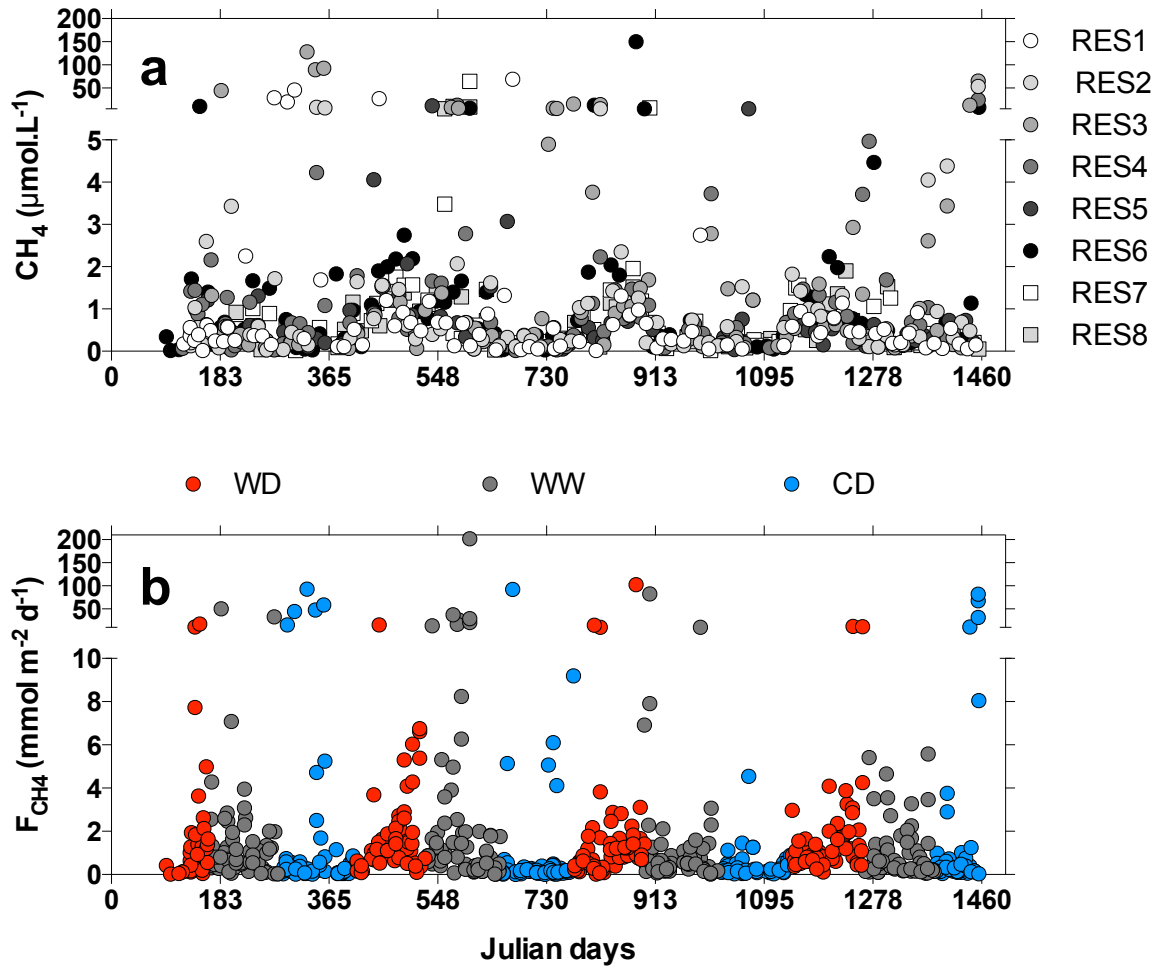 200
150
100
50
5
4
3
2
1
0
CH4 (µmol.L-1)
a
0 183 365 548 730 913 1095 1278 1460
RES1
RES2
RES3
RES4
RES5
RES6
RES7
RES8
WD WW CD
200
150
100
50
10
8
6
4
2
0
FCH4 (mmol m-2 d-1)
b
0 183 365 548 730 913 1095 1278 1460
Julian days